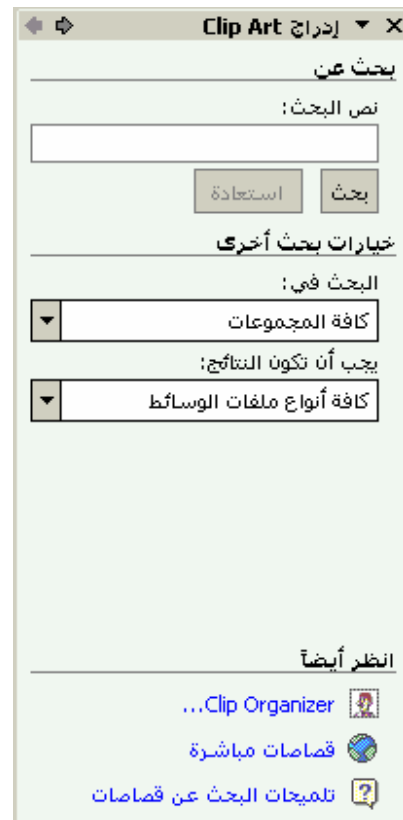 إدراج Clip Art
بحث عن
نص البحث:
بحث
استعادة
خيارات بحث أخرى
البحث في:
كافة المجموعات
يجب أن تكون النتائج:
كافة أنواع ملفات الوسائط
انظر أيضاً
Clip Organizer...
قصاصات مباشرة
تلميحات البحث عن قصاصات